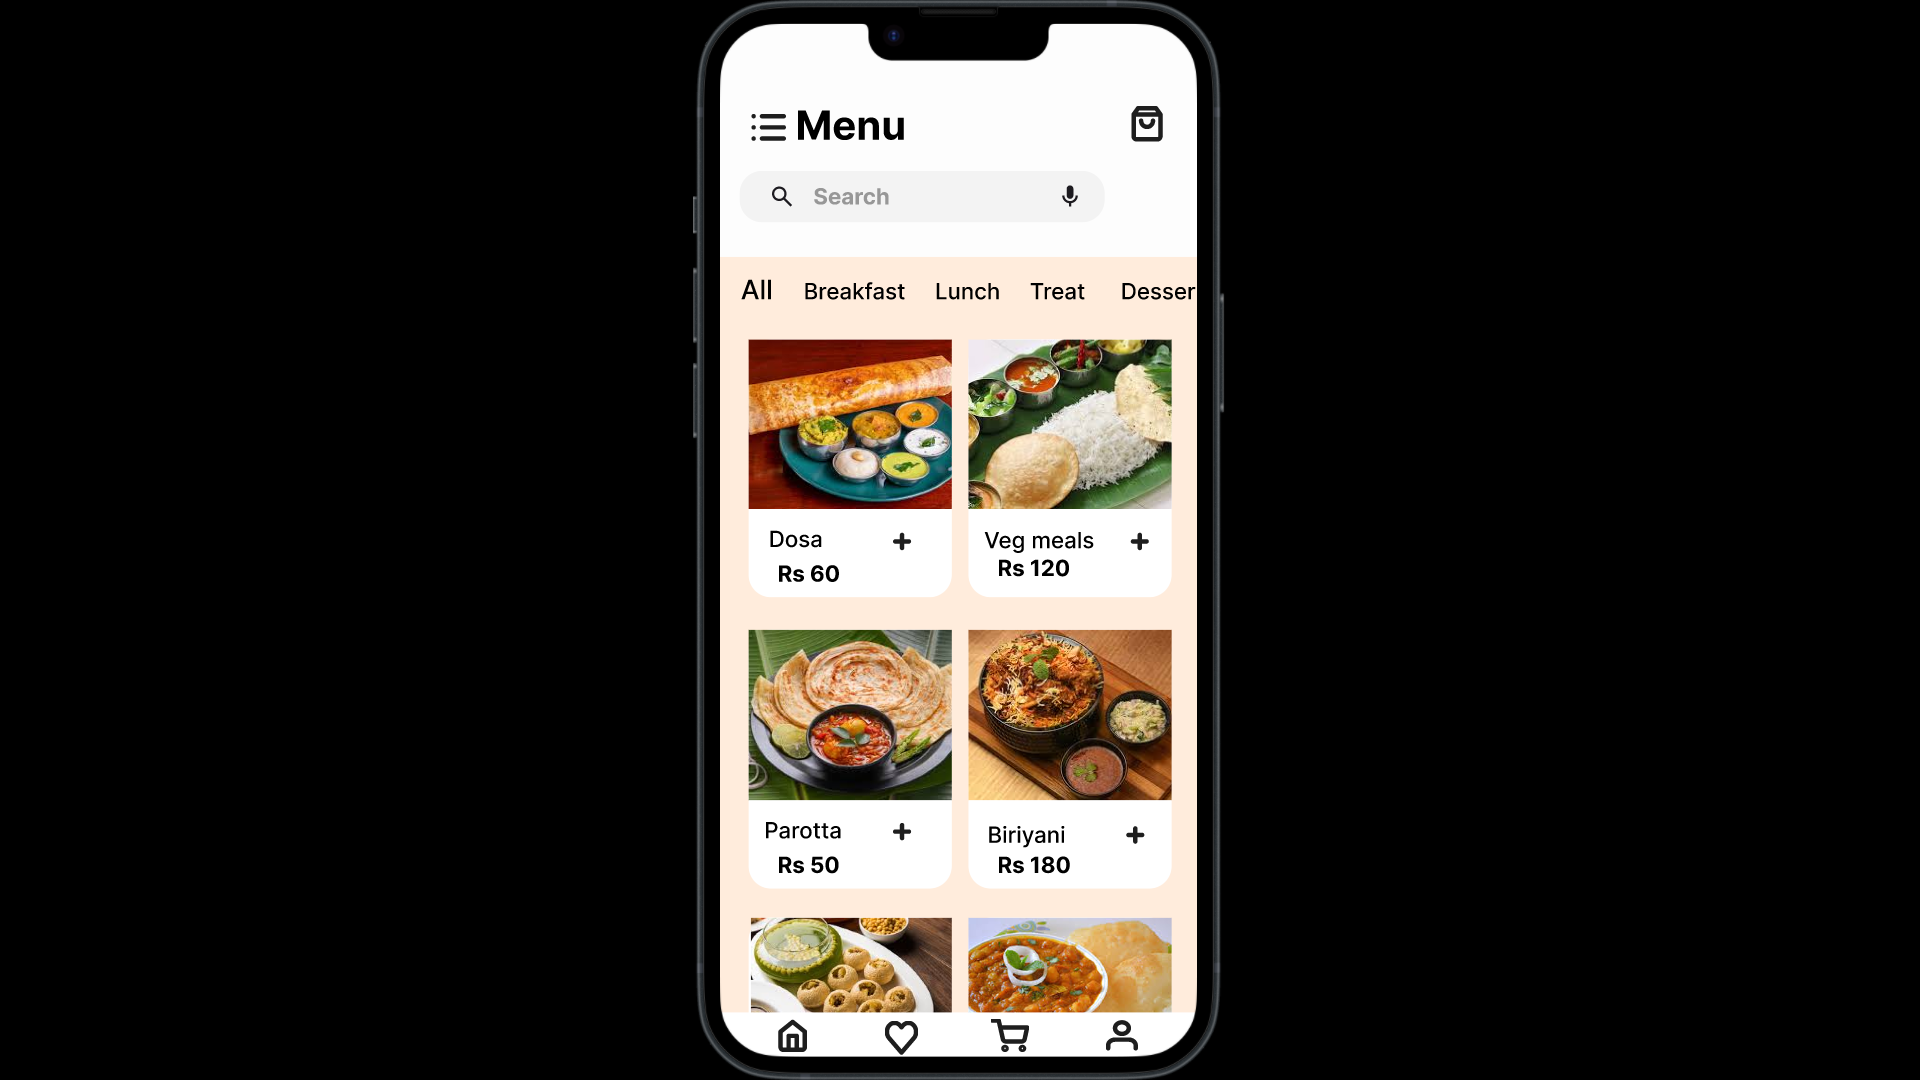 Menu
Search
All Breakfast Lunch Treat Desser
Dosa
Rs 60
Veg meals
Rs 120
Parotta
Rs 50
Biriyani
Rs 180